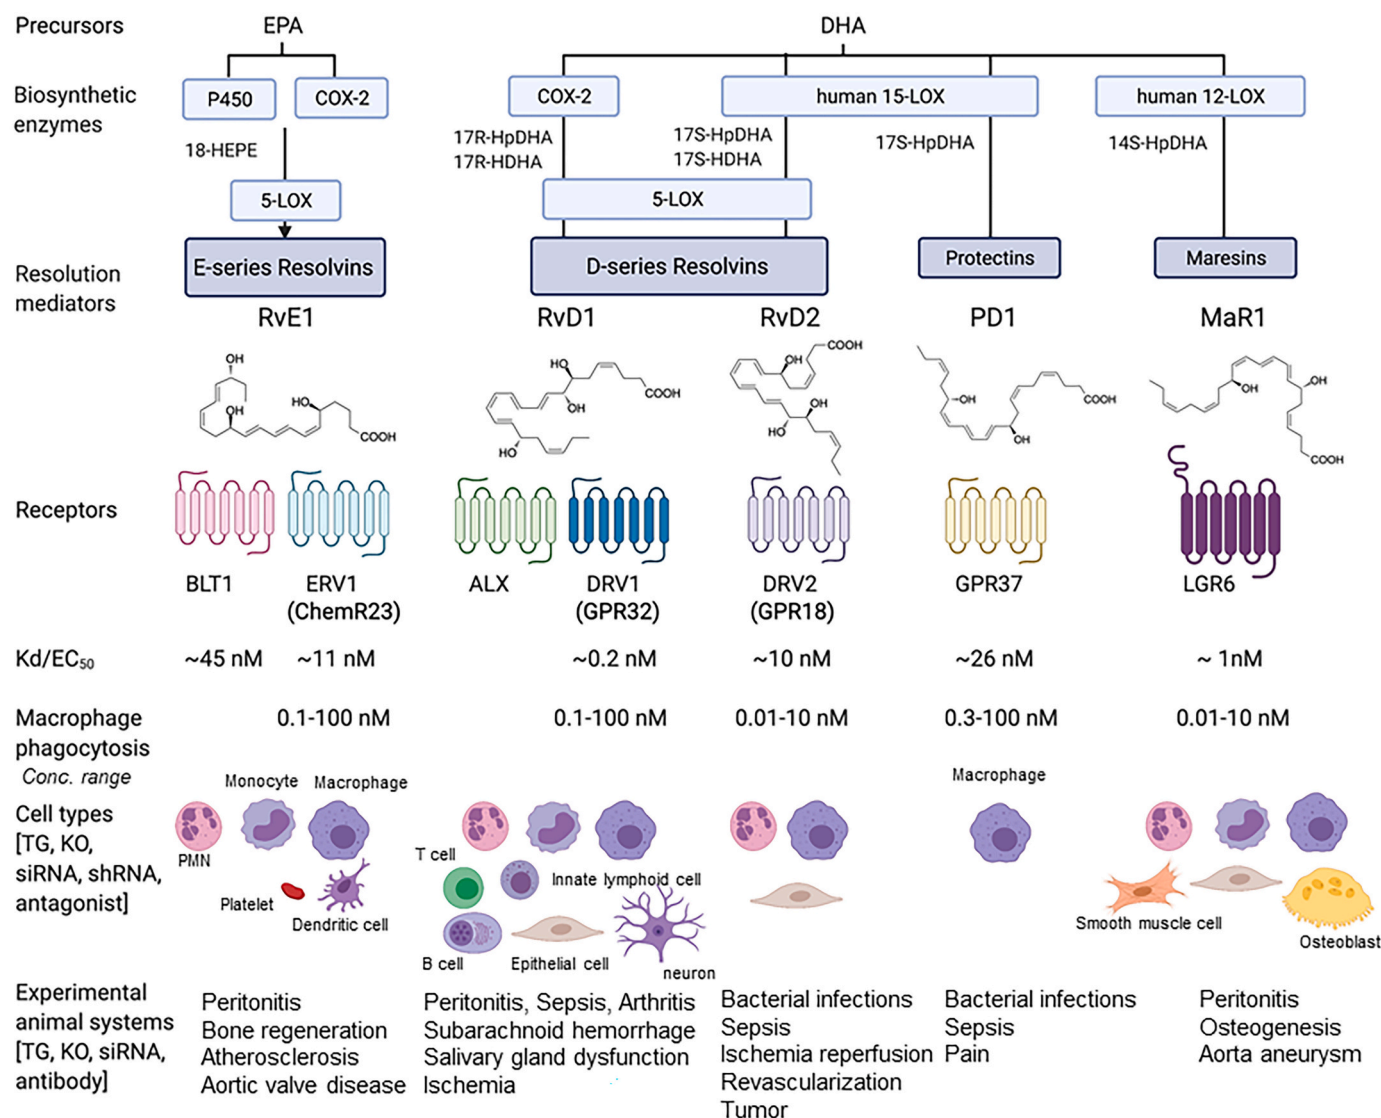 Precursors
EPA
DHA
Biosynthetic
enzymes
P450
COX-2
COX-2
human 15-LOX
human 12-LOX
18-HEPE
17R-HpDHA
17R-HDHA
17S-HpDHA
17S-HDHA
17S-HpDHA
14S-HpDHA
5-LOX
5-LOX
Resolution
mediators
E-series Resolvins
D-series Resolvins
Protectins
Maresins
RvE1
RvD1
RvD2
PD1
MaR1
OH
OH
HO
COOH
HO
OH
HO
COOH
COOH
OH
OH
HO
OH
OH
COOH
OH
OH
COOH
Receptors
BLT1
ERV1
(ChemR23)
ALX
DRV1
(GPR32)
DRV2
(GPR18)
GPR37
LGR6
Kd/EC₅₀
~45 nM
~11 nM
~0.2 nM
~10 nM
~26 nM
~ 1nM
Macrophage
phagocytosis
Conc. range
0.1-100 nM
0.1-100 nM
0.01-10 nM
0.3-100 nM
0.01-10 nM
Cell types
[TG, KO,
siRNA, shRNA,
antagonist]
Monocyte
Macrophage
PMN
Platelet
Dendritic cell
T cell
Innate lymphoid cell
B cell
Epithelial cell
neuron
Macrophage
Smooth muscle cell
Osteoblast
Experimental
animal systems
[TG, KO, siRNA,
antibody]
Peritonitis
Bone regeneration
Atherosclerosis
Aortic valve disease
Peritonitis, Sepsis, Arthritis
Subarachnoid hemorrhage
Salivary gland dysfunction
Ischemia
Bacterial infections
Sepsis
Ischemia reperfusion
Revascularization
Tumor
Bacterial infections
Sepsis
Pain
Peritonitis
Osteogenesis
Aorta aneurysm